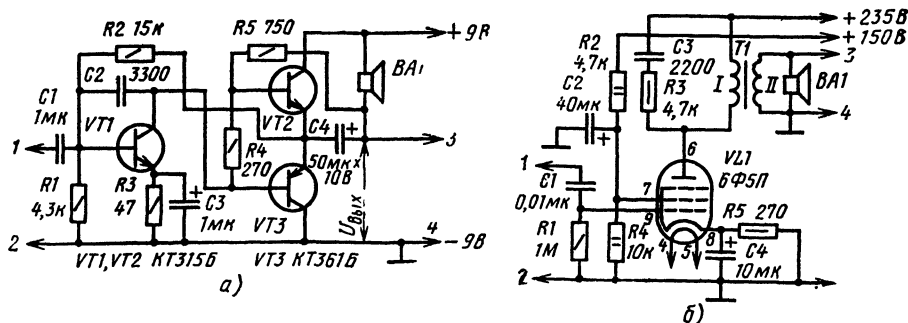 R2 15к
R5 750
+9В
C2
3300
C1
1мк
VT1
VT2
BA1
C4
1
3
R4
270
50мк×
10В
R1
4,3к
R3
47
C3
1мк
VT3
Uвых
2
4
-9В
VT1, VT2 КТ315Б
VT3 КТ361Б
а)
+235В
+150В
R2
4,7к
C3
2200
T1
3
I
II
BA1
C2
40мк
R3
4,7к
4
6
VL1
6Ф5П
1
C1
0,01мк
7
9
R5 270
R1
1М
R4
10к
4
5
8
C4
10мк
2
б)